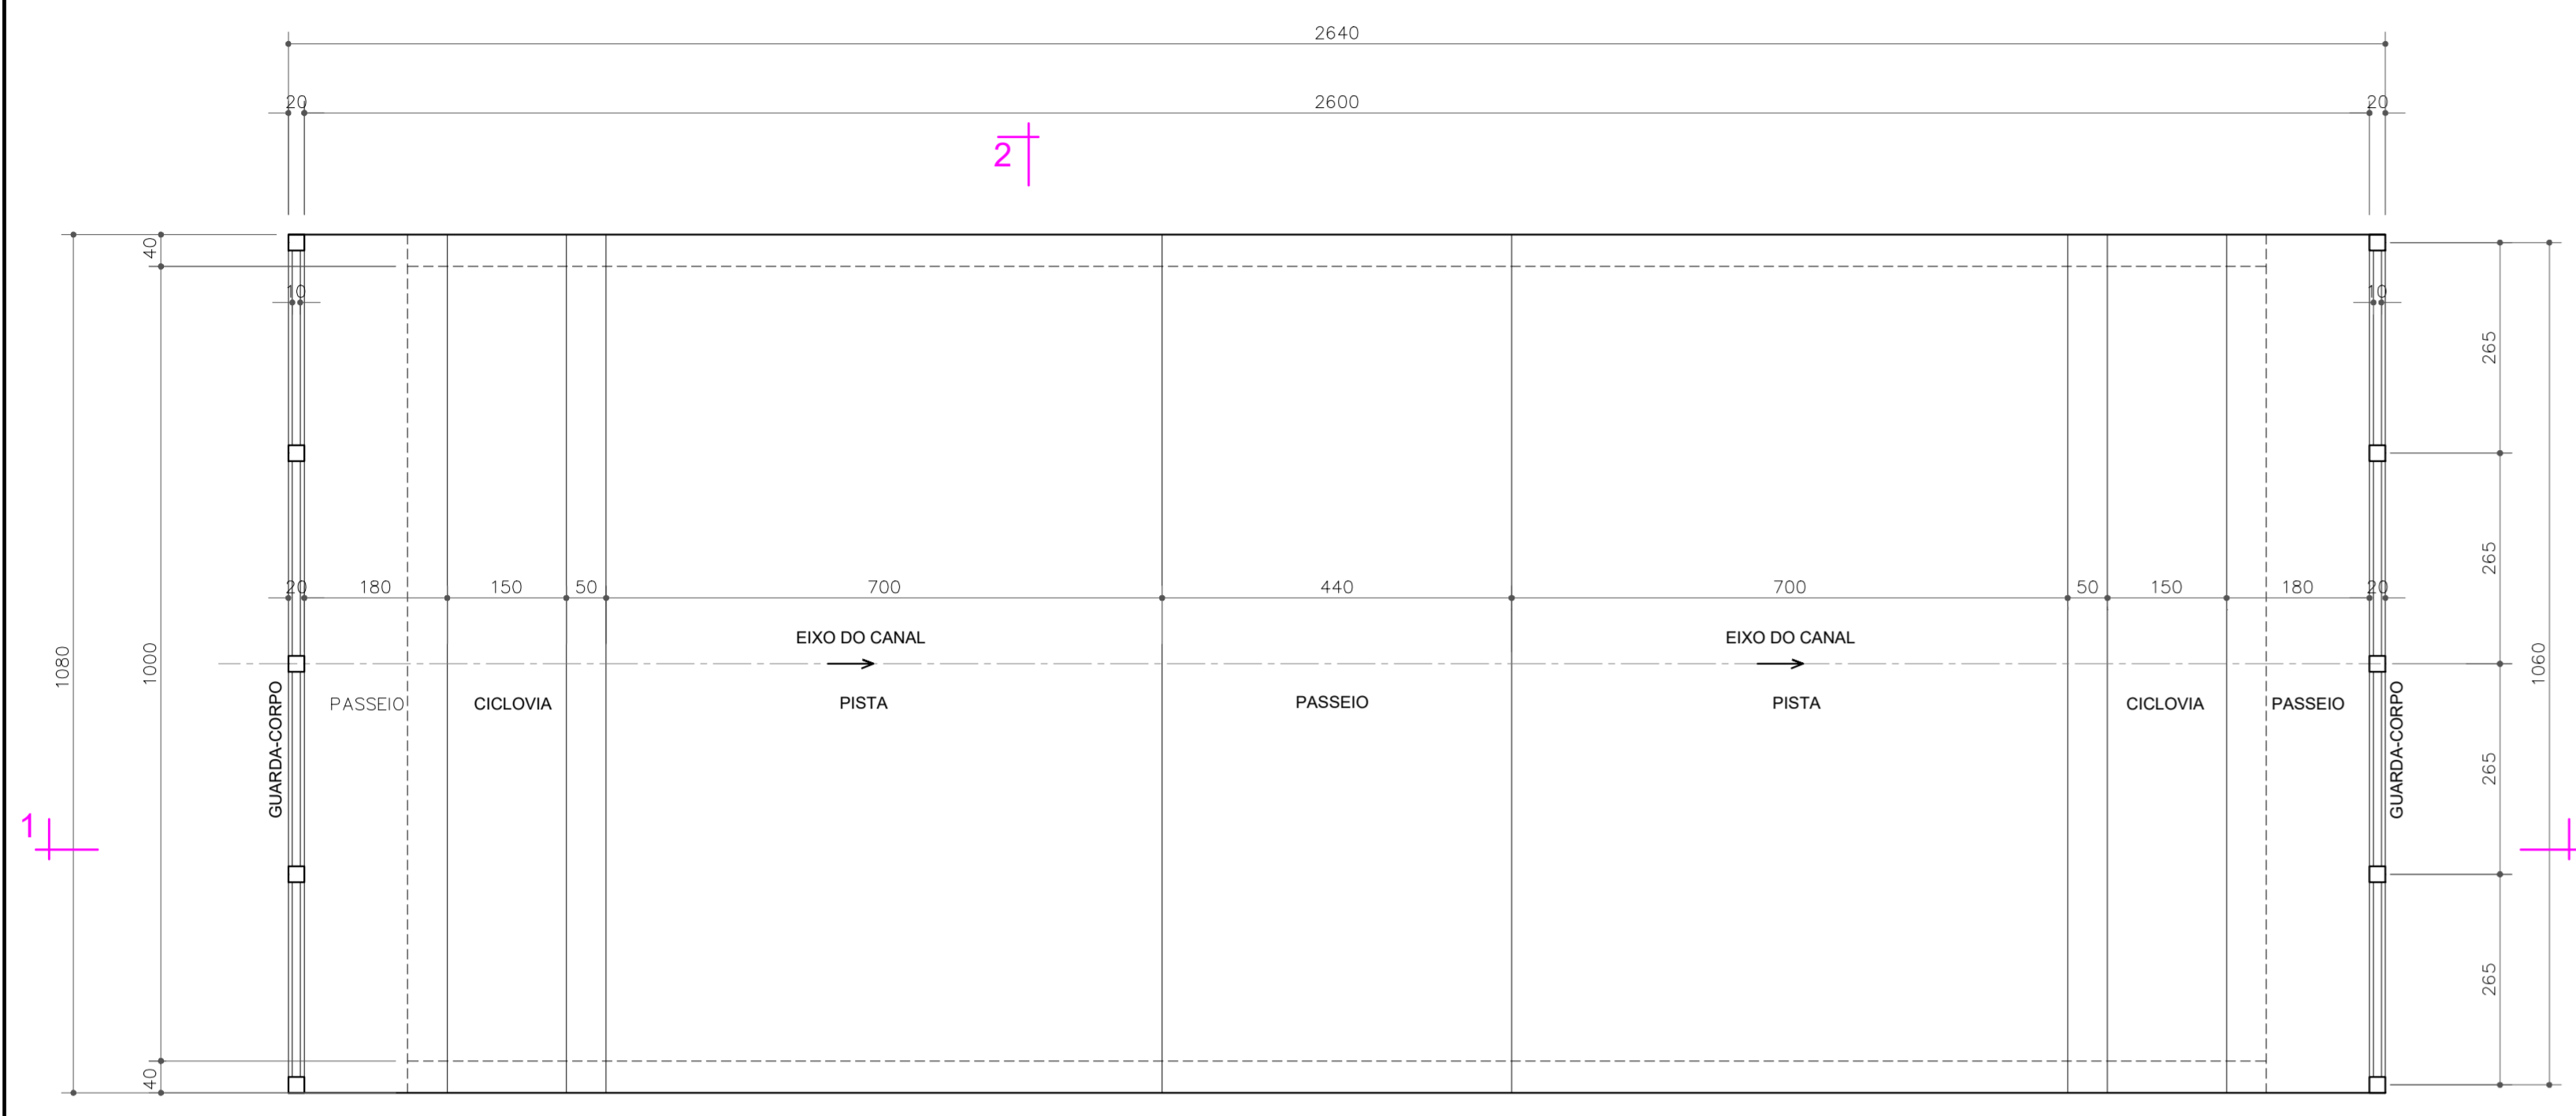 2640
20 2600 20
2
40
10 10
265
265
20 180 150 50 700 440 700 50 150 180 20
EIXO DO CANAL EIXO DO CANAL
1080 1000 1060
PASSEIO CICLOVIA PISTA PASSEIO PISTA CICLOVIA PASSEIO
GUARDA-CORPO GUARDA-CORPO
265
1
265
40